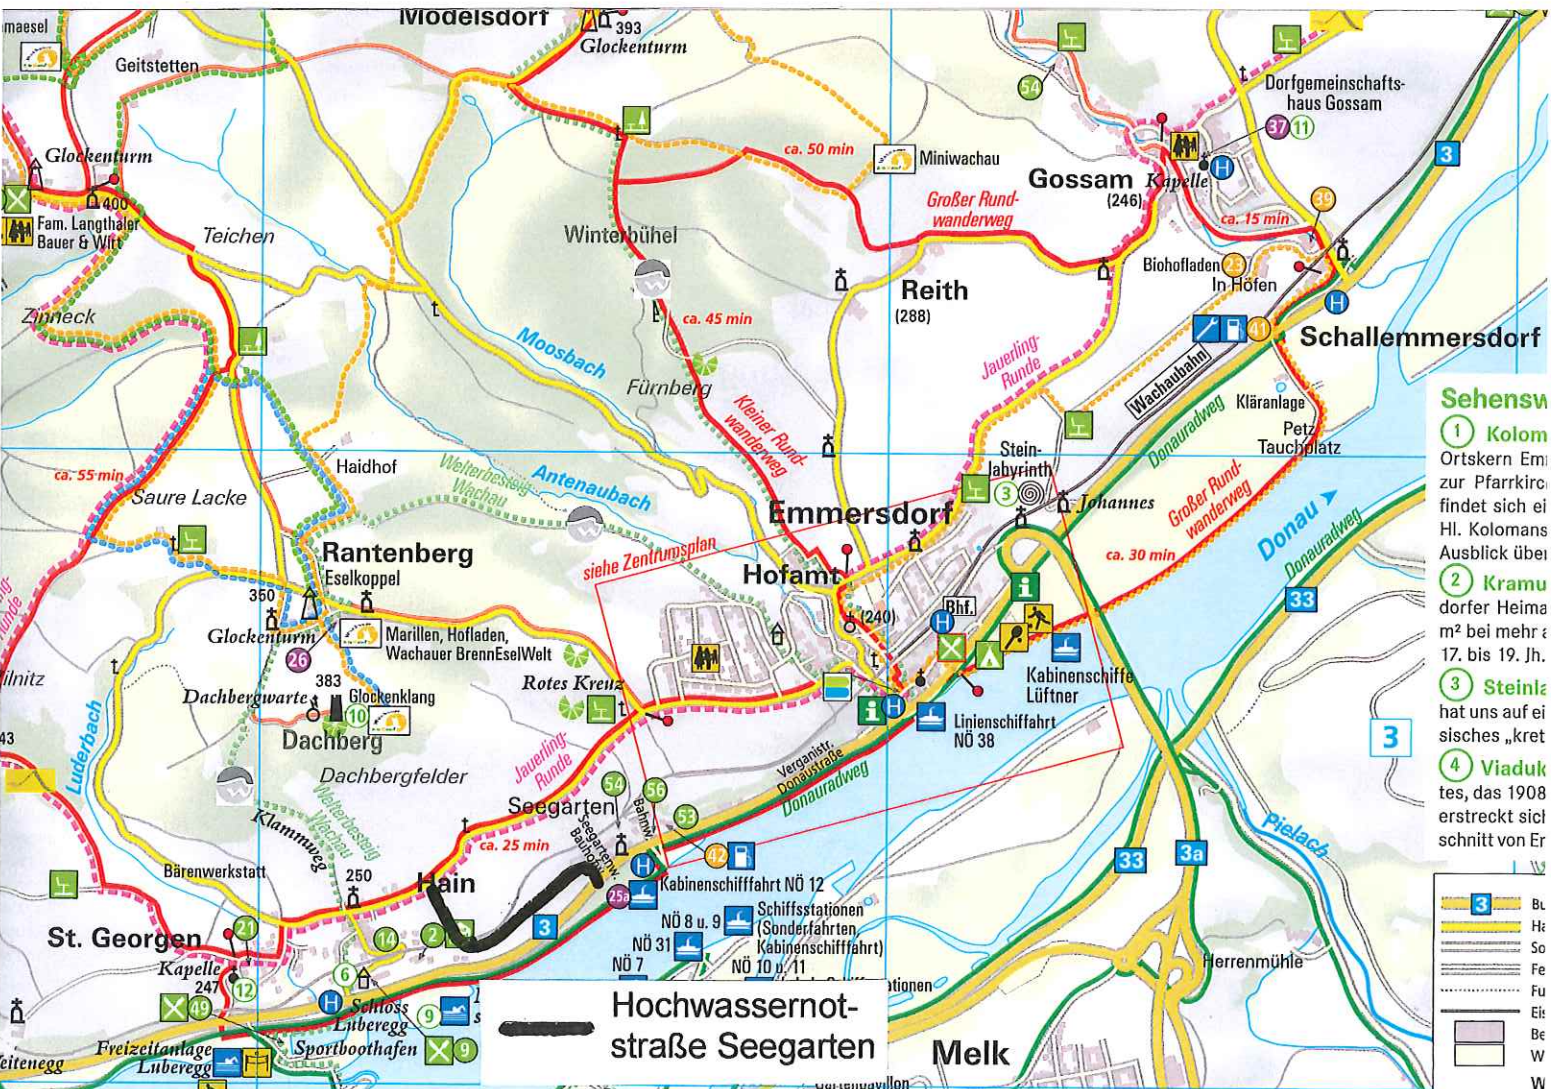 Modelsdorf
393
Glockenturm
Geitstetten
Glockenturm
400
Fam. Langthaler
Bauer & Wirt
Teichen
Zinneck
ca. 50 min
Miniwachau
Winterbühel
Großer Rund-
wanderweg
Reith
(288)
54
Dorfgemeinschafts-
haus Gossam
37
11
Gossam
(246)
Kapelle
H
3
39
ca. 15 min
Biohofladen
23
In Höfen
H
41
Schallemmersdorf
Moosbach
ca. 45 min
Fürnberg
Kleiner Rund-
wanderweg
Jauerling-
Runde
Wachaubahn
Kläranlage
Petz
Tauchplatz
Donauradweg
Großer Rund-
wanderweg
ca. 30 min
Donau
Donauradweg
33
Haidhof
ca. 55 min
Saure Lacke
Welterbesteig
Wachau
Antenaubach
Stein-
labyrinth
3
Johannes
Emmersdorf
siehe Zentrumsplan
Hofamt
(240)
Bhf.
H
i
Rantenberg
Eselkoppel
350
Glockenturm
26
Marillen, Hofladen,
Wachauer BrennEselWelt
Dachbergwarte
383
10
Glockenklang
Dachberg
Dachbergfelder
Luderbach
Rotes Kreuz
Jauerling-
Runde
Kabinenschiffe
Lüftner
i
H
Linienschiffahrt
NÖ 38
Verganistr.
Donaustraße
Donauradweg
3
Seegarten
54
56
53
Bahnw.
Seegartenw.
Bauhof
42
H
25a
Kabinenschifffahrt NÖ 12
NÖ 8 u. 9
Schiffsstationen
(Sonderfahrten
Kabinenschifffahrt)
NÖ 31
NÖ 7
NÖ 10 u. 11
3
ca. 25 min
Klammweg
Welterbesteig
Wachau
Bärenwerkstatt
250
Hain
St. Georgen
21
14
2
6
Kapelle
247
12
49
H
Schloss
Luberegg
9
Freizeitanlage
Luberegg
Sportboothafen
9
33
3a
Pielach
Herrenmühle
Melk
Hochwassernot-
straße Seegarten
1
Kolom
Ortskern Em
zur Pfarrkirc
findet sich ei
Hl. Kolomans
Ausblick über
2
Kramu
dorfer Heima
m² bei mehr a
17. bis 19. Jh.
3
Steinla
hat uns auf ei
sisches „kret
4
Viaduk
tes, das 1908
erstreckt sich
schnitt von Er
3